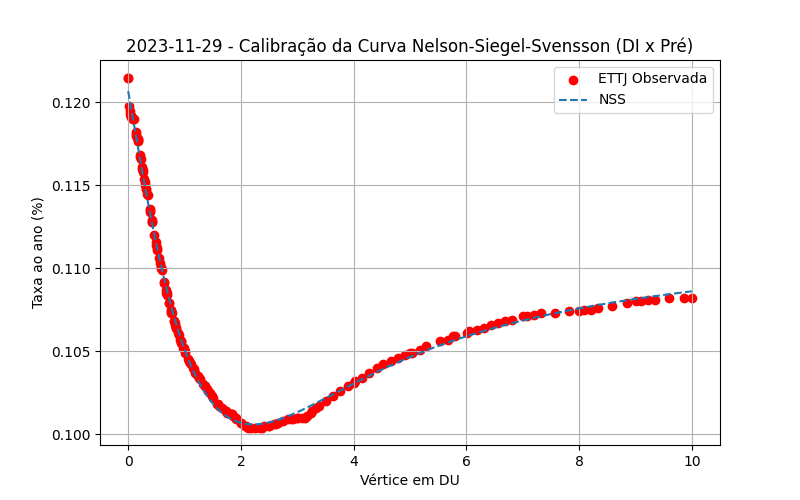 2023-11-29 - Calibração da Curva Nelson-Siegel-Svensson (DI x Pré)
ETTJ Observada
NSS
Taxa ao ano (%)
0.120
0.115
0.110
0.105
0.100
0 2 4 6 8 10
Vértice em DU